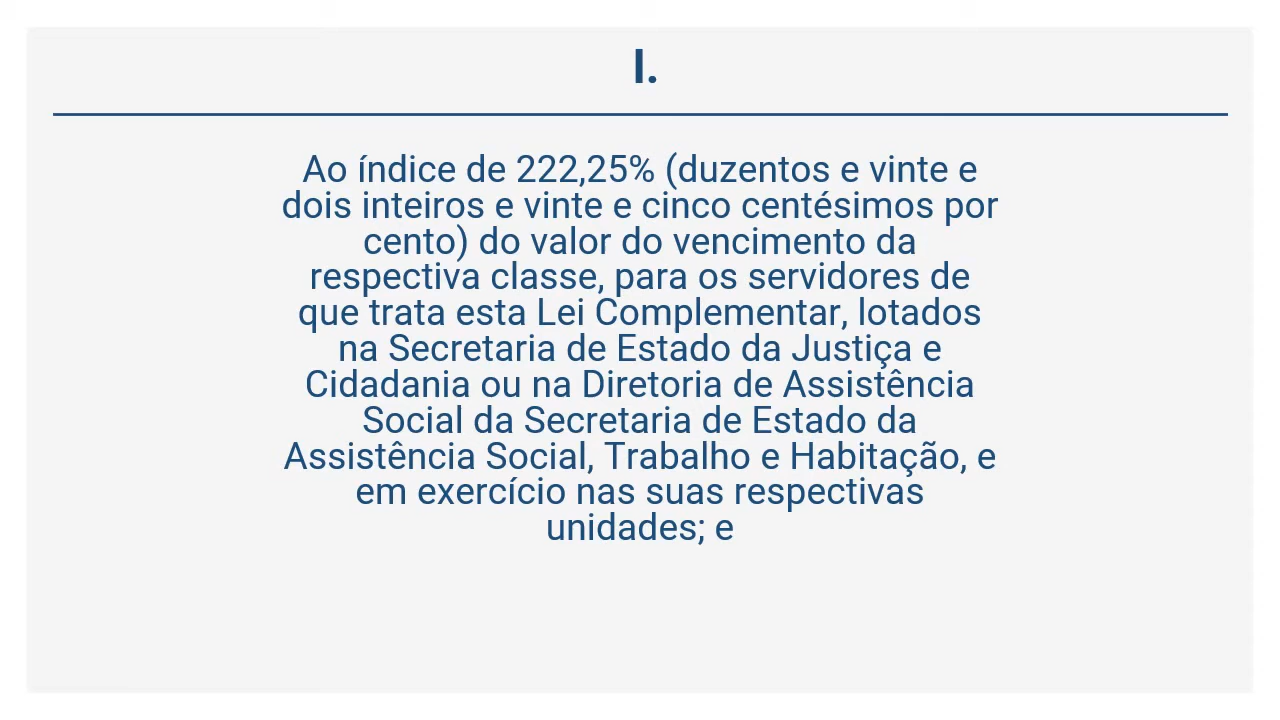 I.
Ao índice de 222,25% (duzentos e vinte e
dois inteiros e vinte e cinco centésimos por
cento) do valor do vencimento da
respectiva classe, para os servidores de
que trata esta Lei Complementar, lotados
na Secretaria de Estado da Justiça e
Cidadania ou na Diretoria de Assistência
Social da Secretaria de Estado da
Assistência Social, Trabalho e Habitação, e
em exercício nas suas respectivas
unidades; e